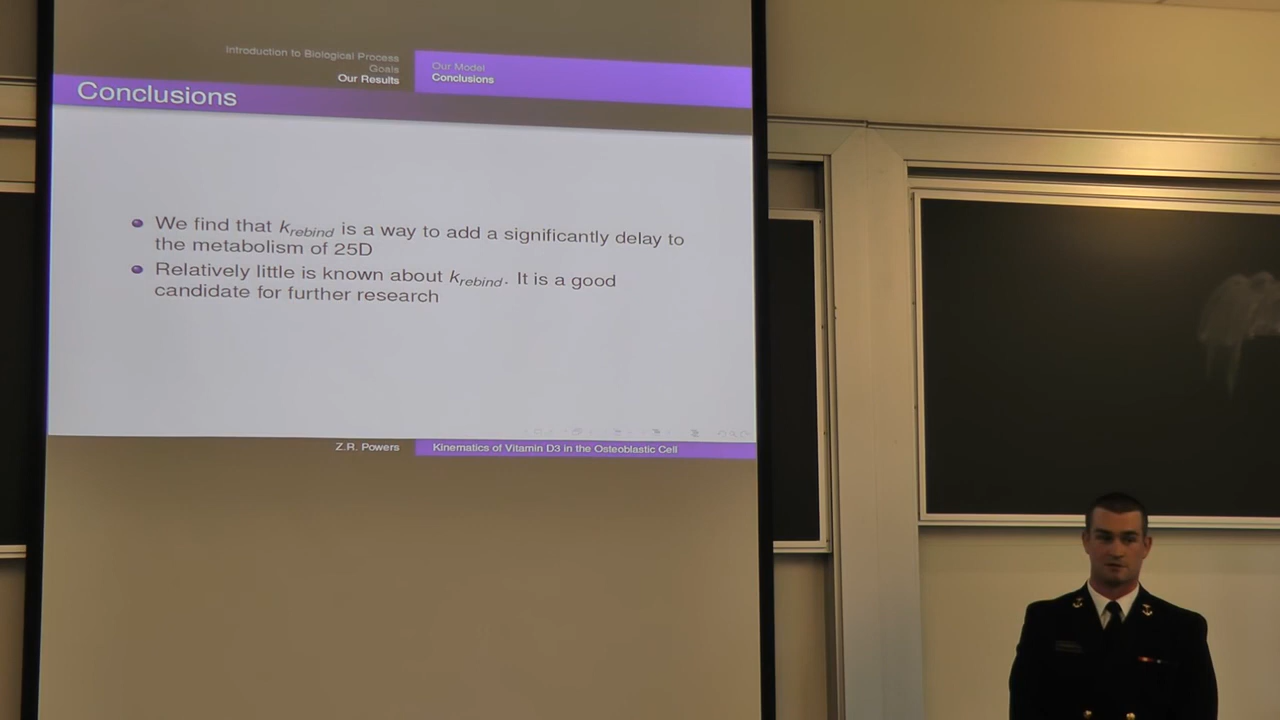 Introduction to Biological Process
Goals
Our Results
Our Model
Conclusions
Conclusions
We find that k_rebind is a way to add a significantly delay to
the metabolism of 25D
Relatively little is known about k_rebind. It is a good
candidate for further research
Z.R. Powers
Kinematics of Vitamin D3 in the Osteoblastic Cell